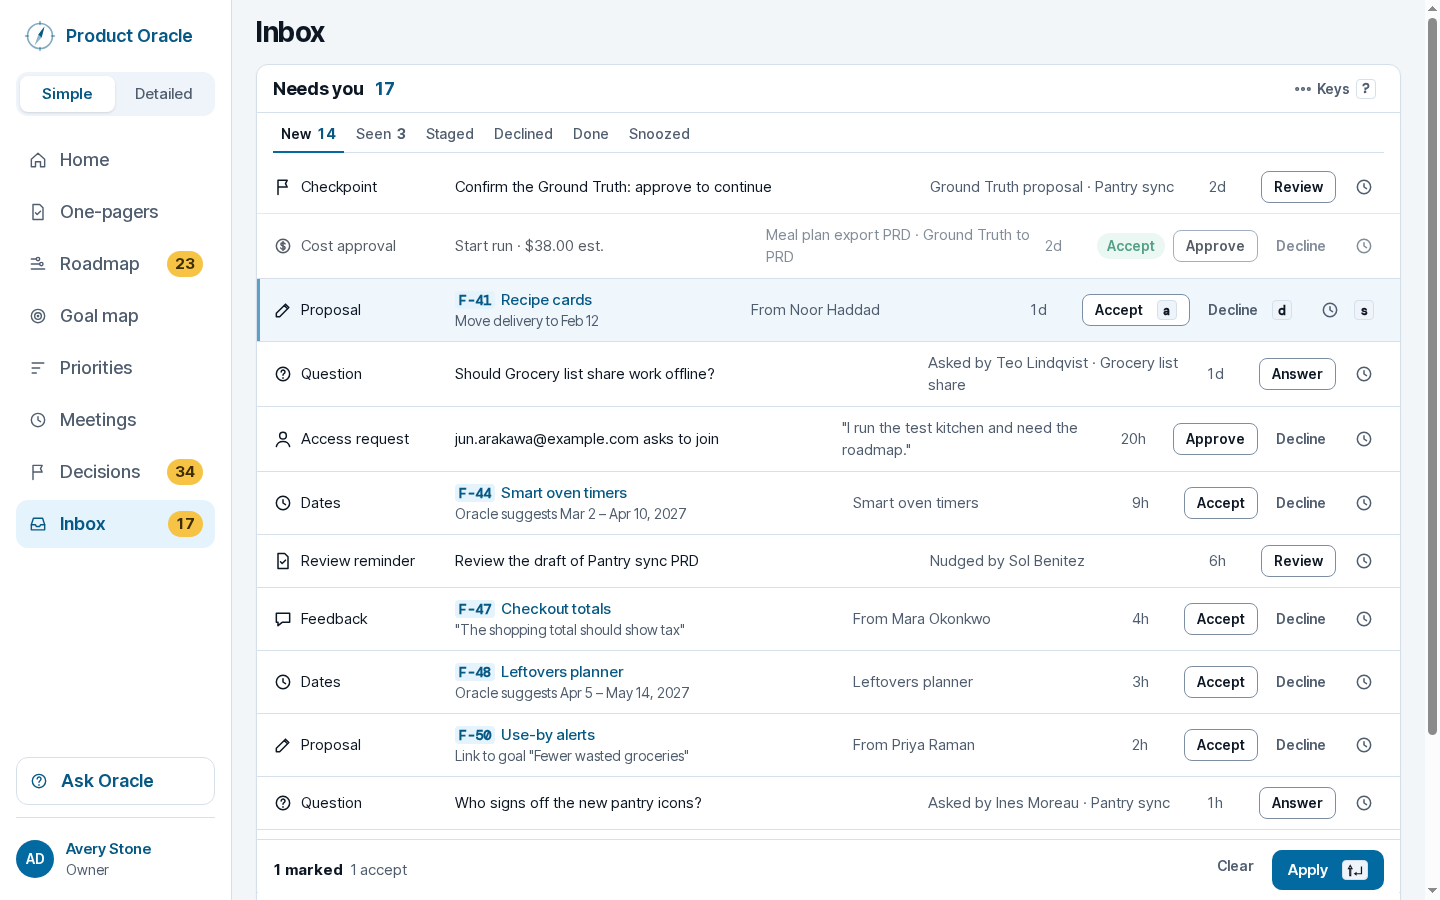 Product Oracle
Simple
Detailed
Home
One-pagers
Roadmap 23
Goal map
Priorities
Meetings
Decisions 34
Inbox 17
Ask Oracle
AD
Avery Stone
Owner
Inbox
Needs you 17
Keys ?
New 14
Seen 3
Staged
Declined
Done
Snoozed
Checkpoint
Confirm the Ground Truth: approve to continue
Ground Truth proposal · Pantry sync
2d
Review
Cost approval
Start run · $38.00 est.
Meal plan export PRD · Ground Truth to
PRD
2d
Accept
Approve
Decline
Proposal
F-41 Recipe cards
Move delivery to Feb 12
From Noor Haddad
1d
Accept a
Decline d
s
Question
Should Grocery list share work offline?
Asked by Teo Lindqvist · Grocery list
share
1d
Answer
Access request
jun.arakawa@example.com asks to join
"I run the test kitchen and need the
roadmap."
20h
Approve
Decline
Dates
F-44 Smart oven timers
Oracle suggests Mar 2 – Apr 10, 2027
Smart oven timers
9h
Accept
Decline
Review reminder
Review the draft of Pantry sync PRD
Nudged by Sol Benitez
6h
Review
Feedback
F-47 Checkout totals
"The shopping total should show tax"
From Mara Okonkwo
4h
Accept
Decline
Dates
F-48 Leftovers planner
Oracle suggests Apr 5 – May 14, 2027
Leftovers planner
3h
Accept
Decline
Proposal
F-50 Use-by alerts
Link to goal "Fewer wasted groceries"
From Priya Raman
2h
Accept
Decline
Question
Who signs off the new pantry icons?
Asked by Ines Moreau · Pantry sync
1h
Answer
1 marked 1 accept
Clear
Apply